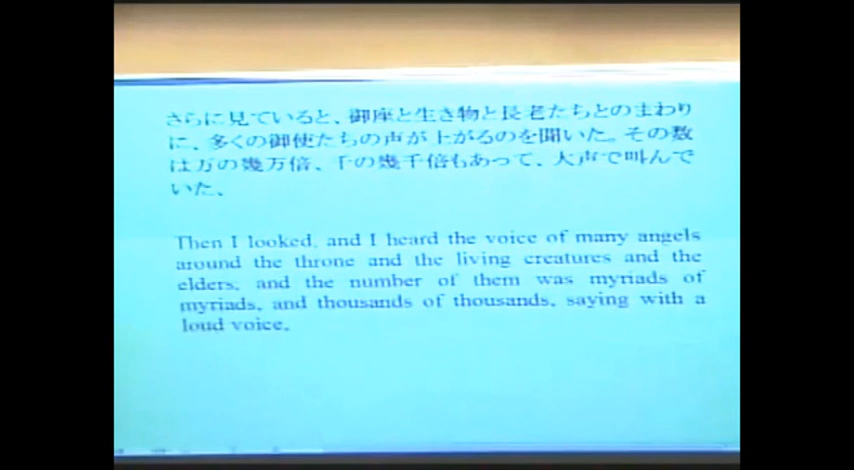 さらに見ていると、御座と生き物と長老たちとのまわり
に、多くの御使たちの声が上がるのを聞いた。その数
は万の幾万倍、千の幾千倍もあって、大声で叫んで
いた、
Then I looked, and I heard the voice of many angels
around the throne and the living creatures and the
elders, and the number of them was myriads of
myriads, and thousands of thousands, saying with a
loud voice,